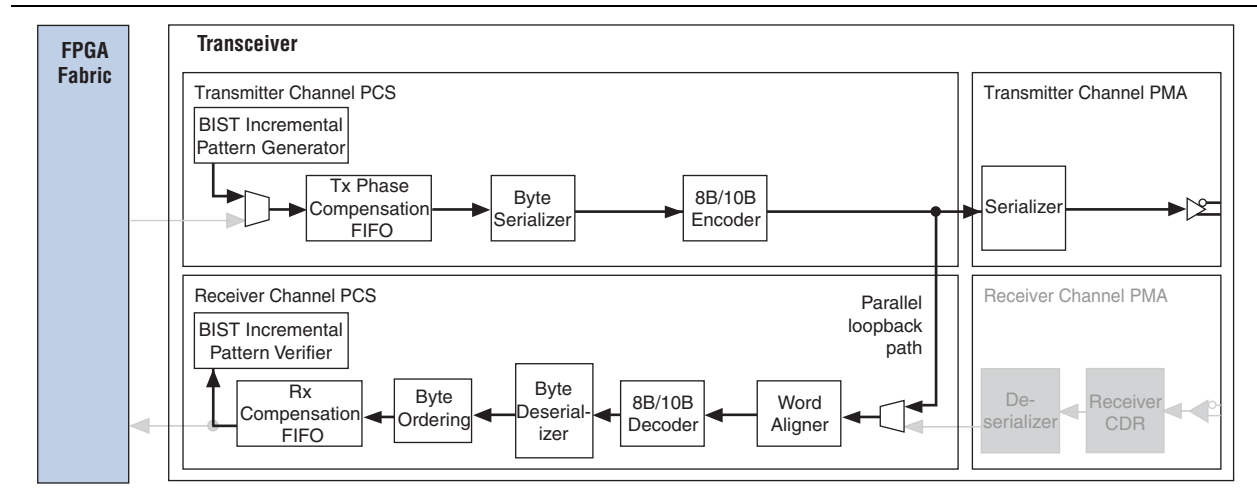 FPGA
Fabric
Transceiver
Transmitter Channel PCS
BIST Incremental
Pattern Generator
Tx Phase
Compensation
FIFO
Byte
Serializer
8B/10B
Encoder
Transmitter Channel PMA
Serializer
Receiver Channel PCS
BIST Incremental
Pattern Verifier
Rx
Compensation
FIFO
Byte
Ordering
Byte
Deserial-
izer
8B/10B
Decoder
Word
Aligner
Parallel
loopback
path
Receiver Channel PMA
De-
serializer
Receiver
CDR